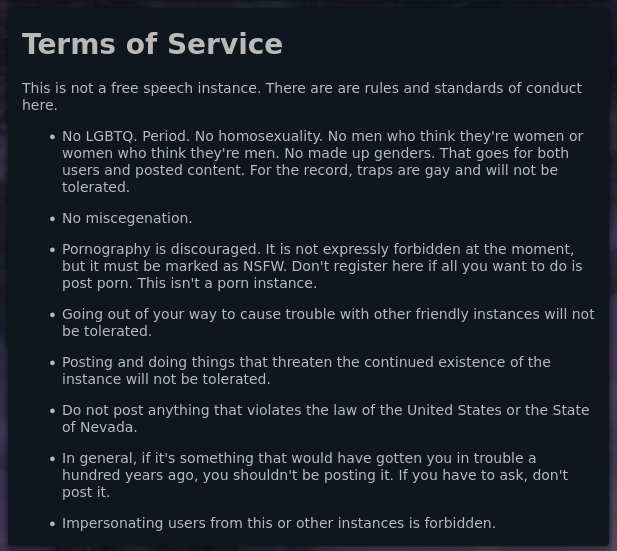 Terms of Service
This is not a free speech instance. There are are rules and standards of conduct
here.
• No LGBTQ. Period. No homosexuality. No men who think they're women or
women who think they're men. No made up genders. That goes for both
users and posted content. For the record, traps are gay and will not be
tolerated.
• No miscegenation.
• Pornography is discouraged. It is not expressly forbidden at the moment,
but it must be marked as NSFW. Don't register here if all you want to do is
post porn. This isn't a porn instance.
• Going out of your way to cause trouble with other friendly instances will not
be tolerated.
• Posting and doing things that threaten the continued existence of the
instance will not be tolerated.
• Do not post anything that violates the law of the United States or the State
of Nevada.
• In general, if it's something that would have gotten you in trouble a
hundred years ago, you shouldn't be posting it. If you have to ask, don't
post it.
• Impersonating users from this or other instances is forbidden.